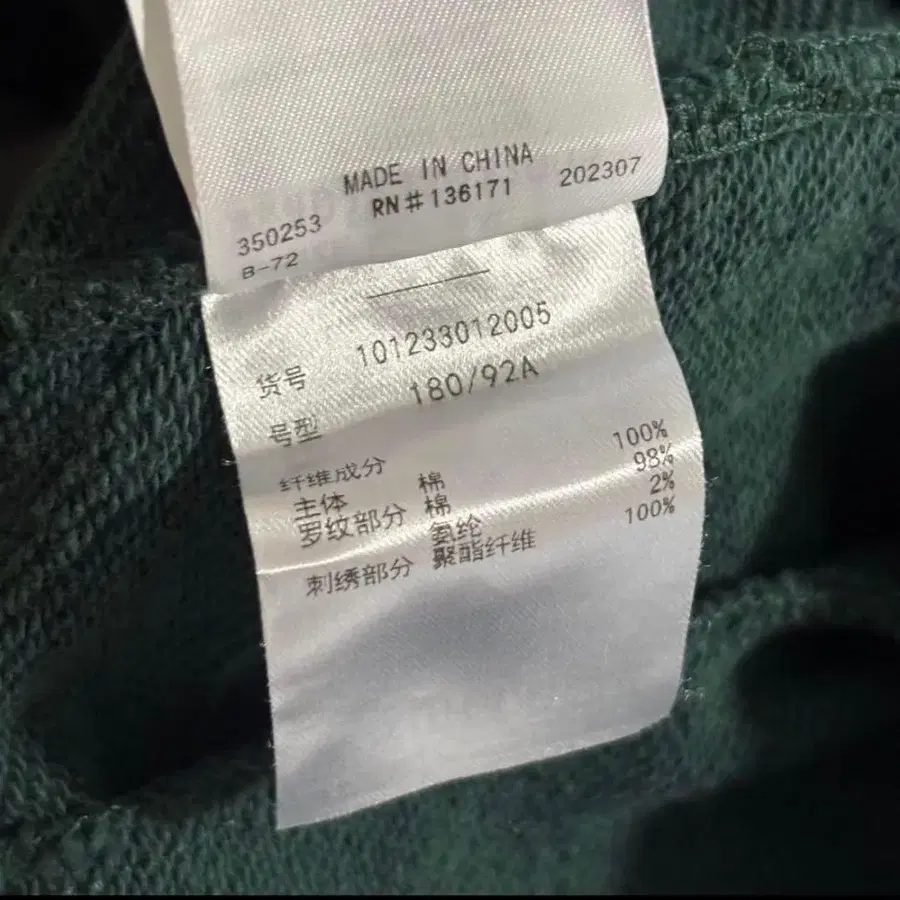 MADE IN CHINA
RN#136171
202307
350253
B-72
货号 101233012005
号型 180/92A
纤维成分
主体 棉 100%
罗纹部分 棉 98%
氨纶 2%
刺绣部分 聚酯纤维 100%